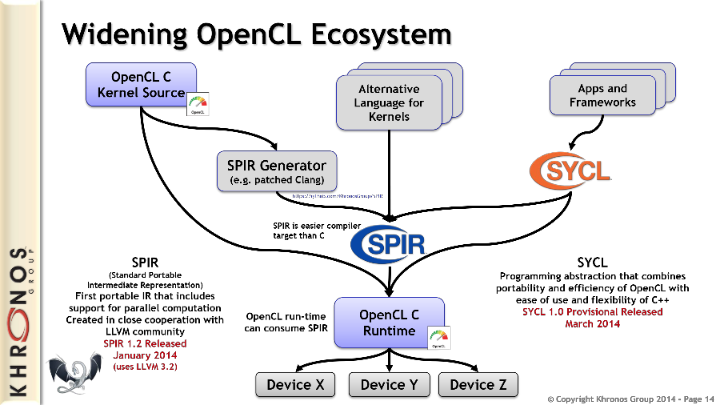 Widening OpenCL Ecosystem
OpenCL C
Kernel Source
OpenCL
Alternative
Language for
Kernels
Apps and
Frameworks
SPIR Generator
(e.g. patched Clang)
SYCL
SPIR is easier compiler
target than C
SPIR
SPIR
(Standard Portable
Intermediate Representation)
First portable IR that includes
support for parallel computation
Created in close cooperation with
LLVM community
SPIR 1.2 Released
January 2014
(uses LLVM 3.2)
OpenCL run-time
can consume SPIR
OpenCL C
Runtime
OpenCL
SYCL
Programming abstraction that combines
portability and efficiency of OpenCL with
ease of use and flexibility of C++
SYCL 1.0 Provisional Released
March 2014
Device X
Device Y
Device Z
KHRONOS
GROUP
© Copyright Khronos Group 2014 - Page 14